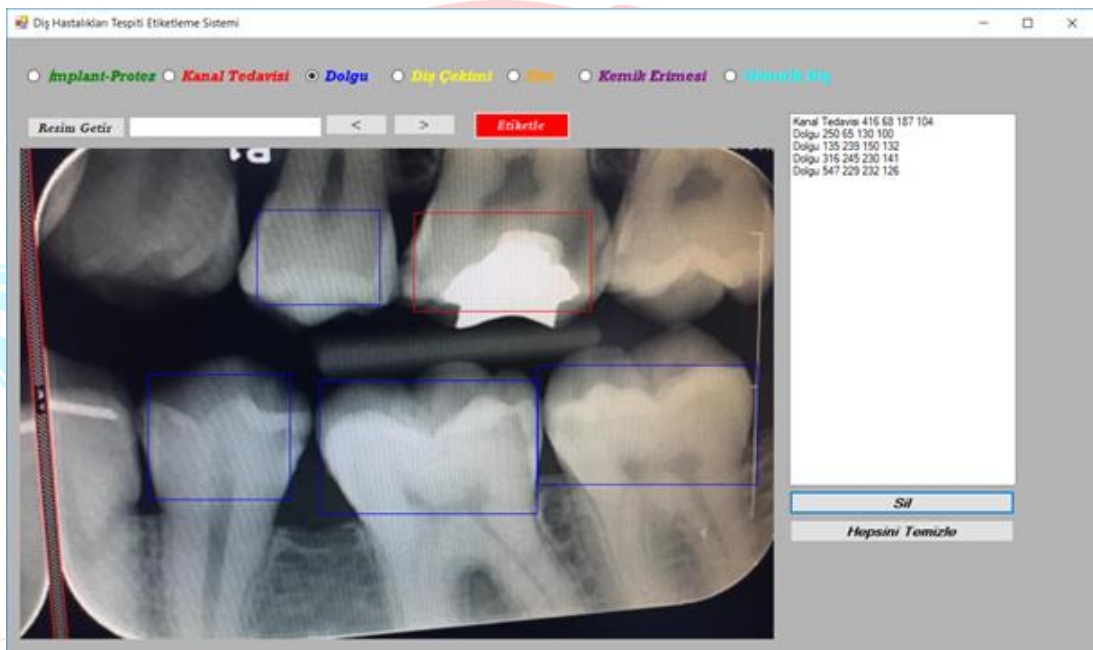 Diş Hastalıkları Tespiti Etiketleme Sistemi
İmplant-Protez Kanal Tedavisi Dolgu Diş Çekimi Kemik Erimesi
Resim Getir < > Etiketle
Kanal Tedavisi 416 68 187 104
Dolgu 250 65 130 100
Dolgu 135 239 150 132
Dolgu 316 245 230 141
Dolgu 547 229 232 126
Sil
Hepsini Temizle